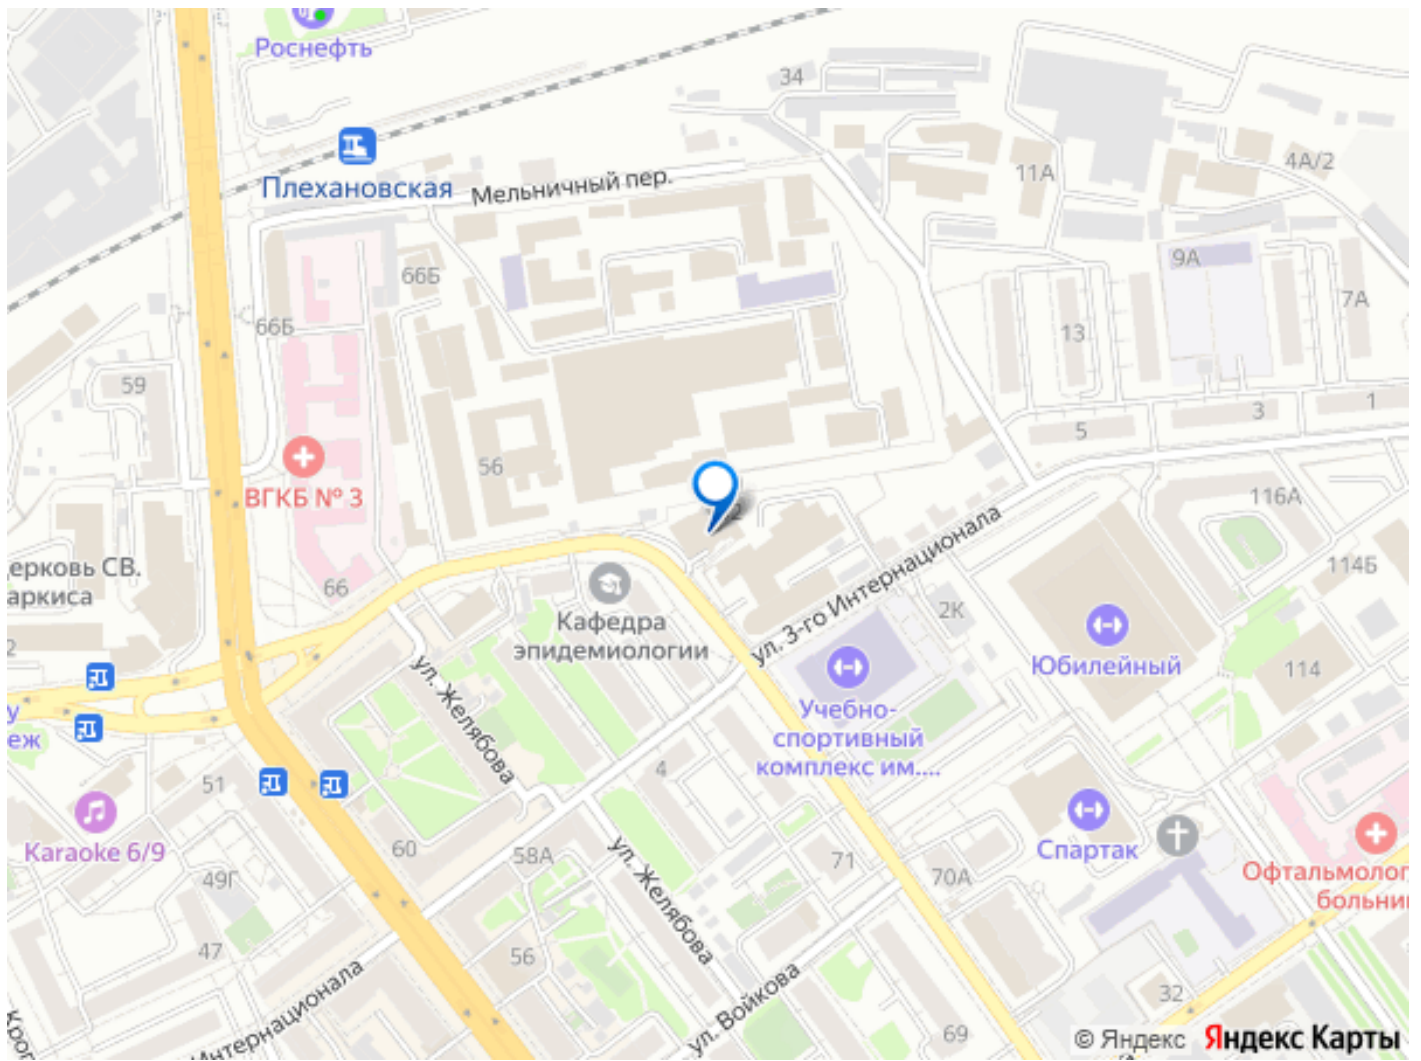 Роснефть
34
Плехановская
Мельничный пер.
11А
4А/2
66Б
9А
7А
66Б
13
59
3
1
5
56
ВГКБ № 3
116А
ул. 3-го Интернационала
114Б
ерковь СВ.
аркиса
66
Кафедра
эпидемиологии
2К
2
Юбилейный
114
ул. Желябова
Учебно-
спортивный
комплекс им....
у
еж
4
51
Karaoke 6/9
60
58А
ул. Желябова
Спартак
71
70А
49Г
Офтальмолог
больни
47
56
Интернационала
ул. Войкова
32
69
Кроп
© Яндекс Яндекс Карты